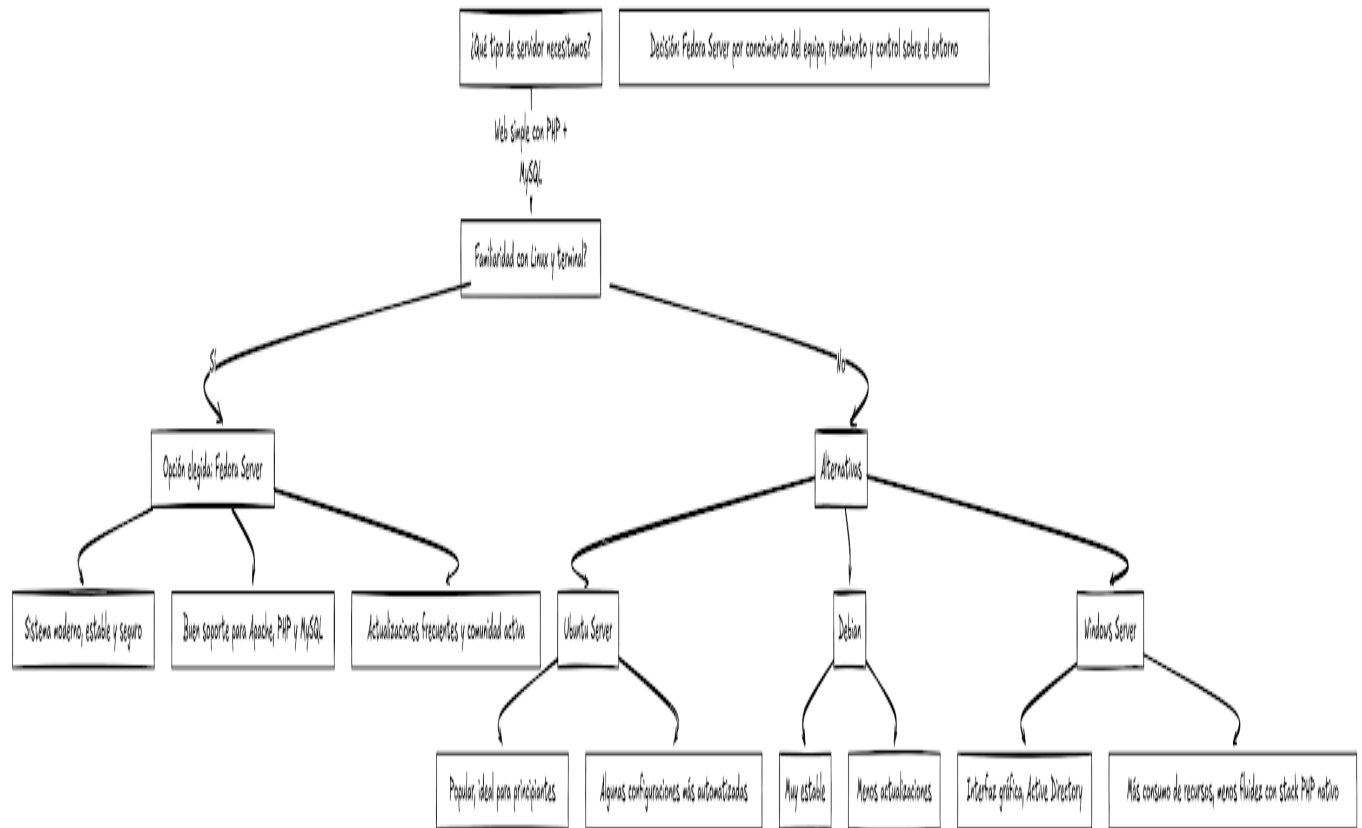 ¿Qué tipo de servidor necesitamos?
Decisión: Fedora Server por conocimiento del equipo, rendimiento y control sobre el entorno
Web simple con PHP +
MySQL
Familiaridad con Linux y terminal?
Sí
No
Opción elegida: Fedora Server
Alternativas
Sistema moderno, estable y seguro
Buen soporte para Apache, PHP y MySQL
Actualizaciones frecuentes y comunidad activa
Ubuntu Server
Debian
Windows Server
Popular, ideal para principiantes
Algunas configuraciones más automatizadas
Muy estable
Menos actualizaciones
Interfaz gráfica, Active Directory
Más consumo de recursos, menos fluidez con stack PHP nativo